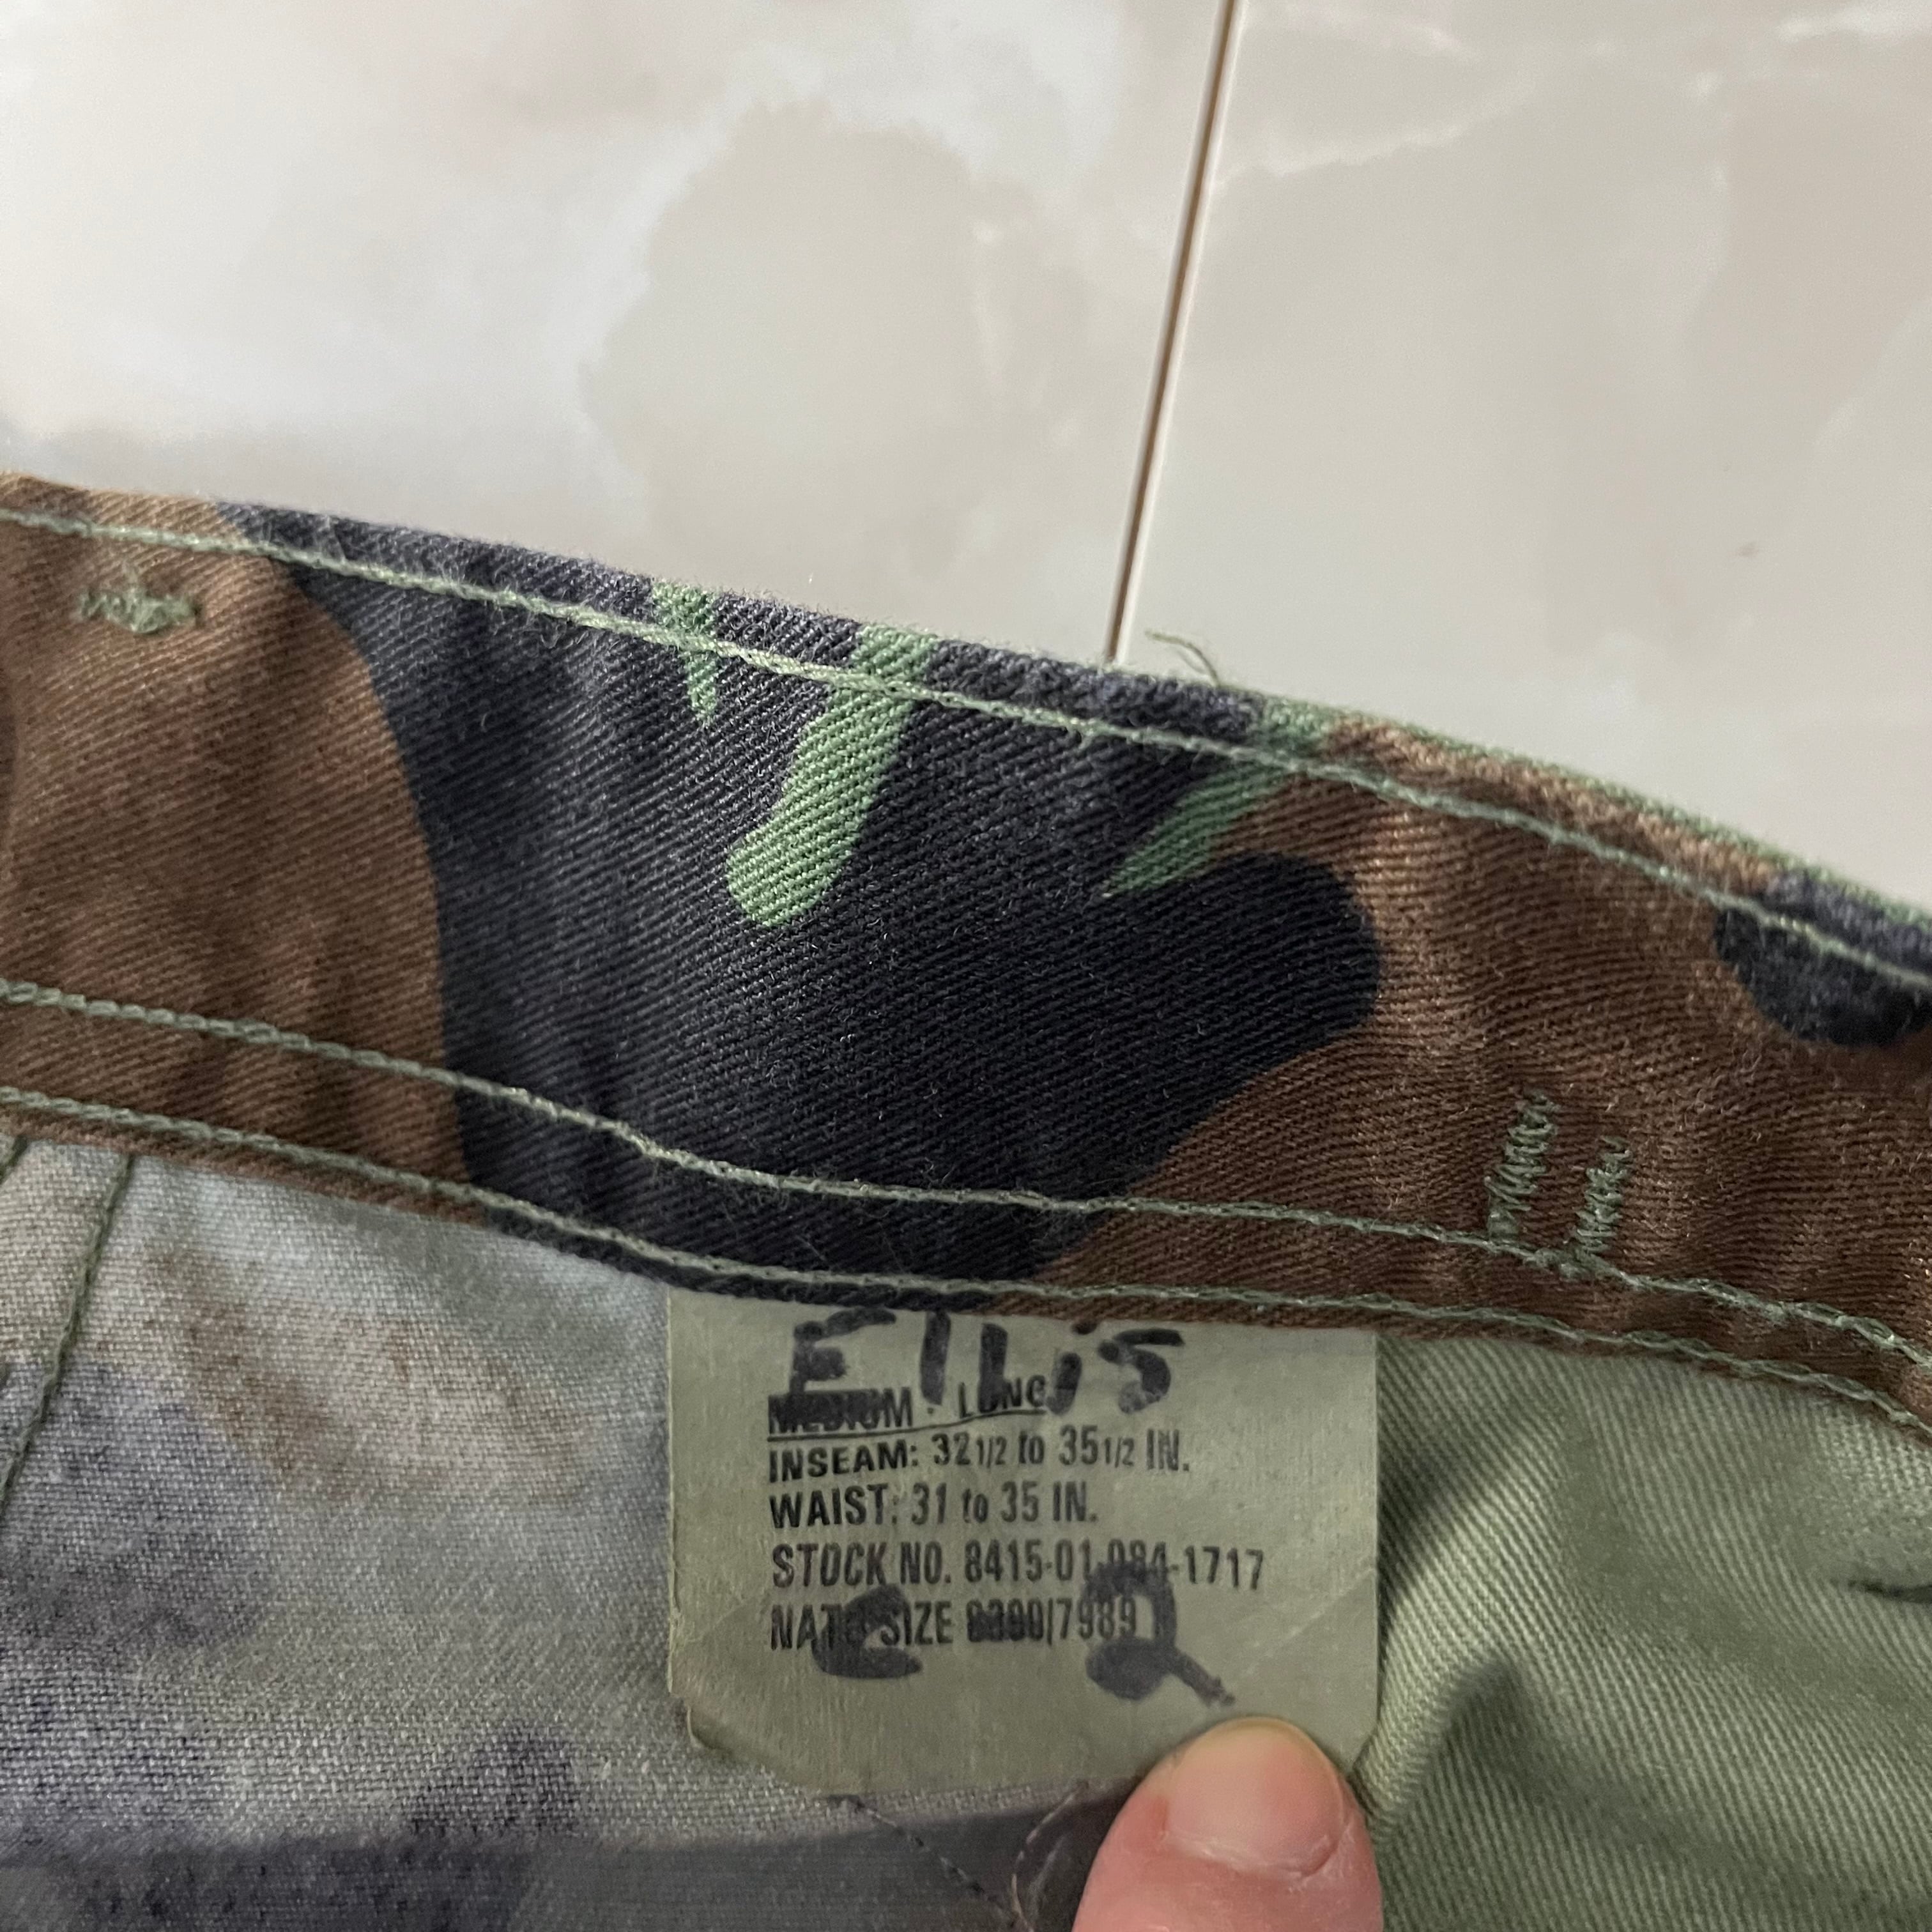 Ellis
MEDIUM - LONG
INSEAM: 32 1/2 to 35 1/2 IN.
WAIST: 31 to 35 IN.
STOCK NO. 8415-01-084-1717
NATO SIZE /7989